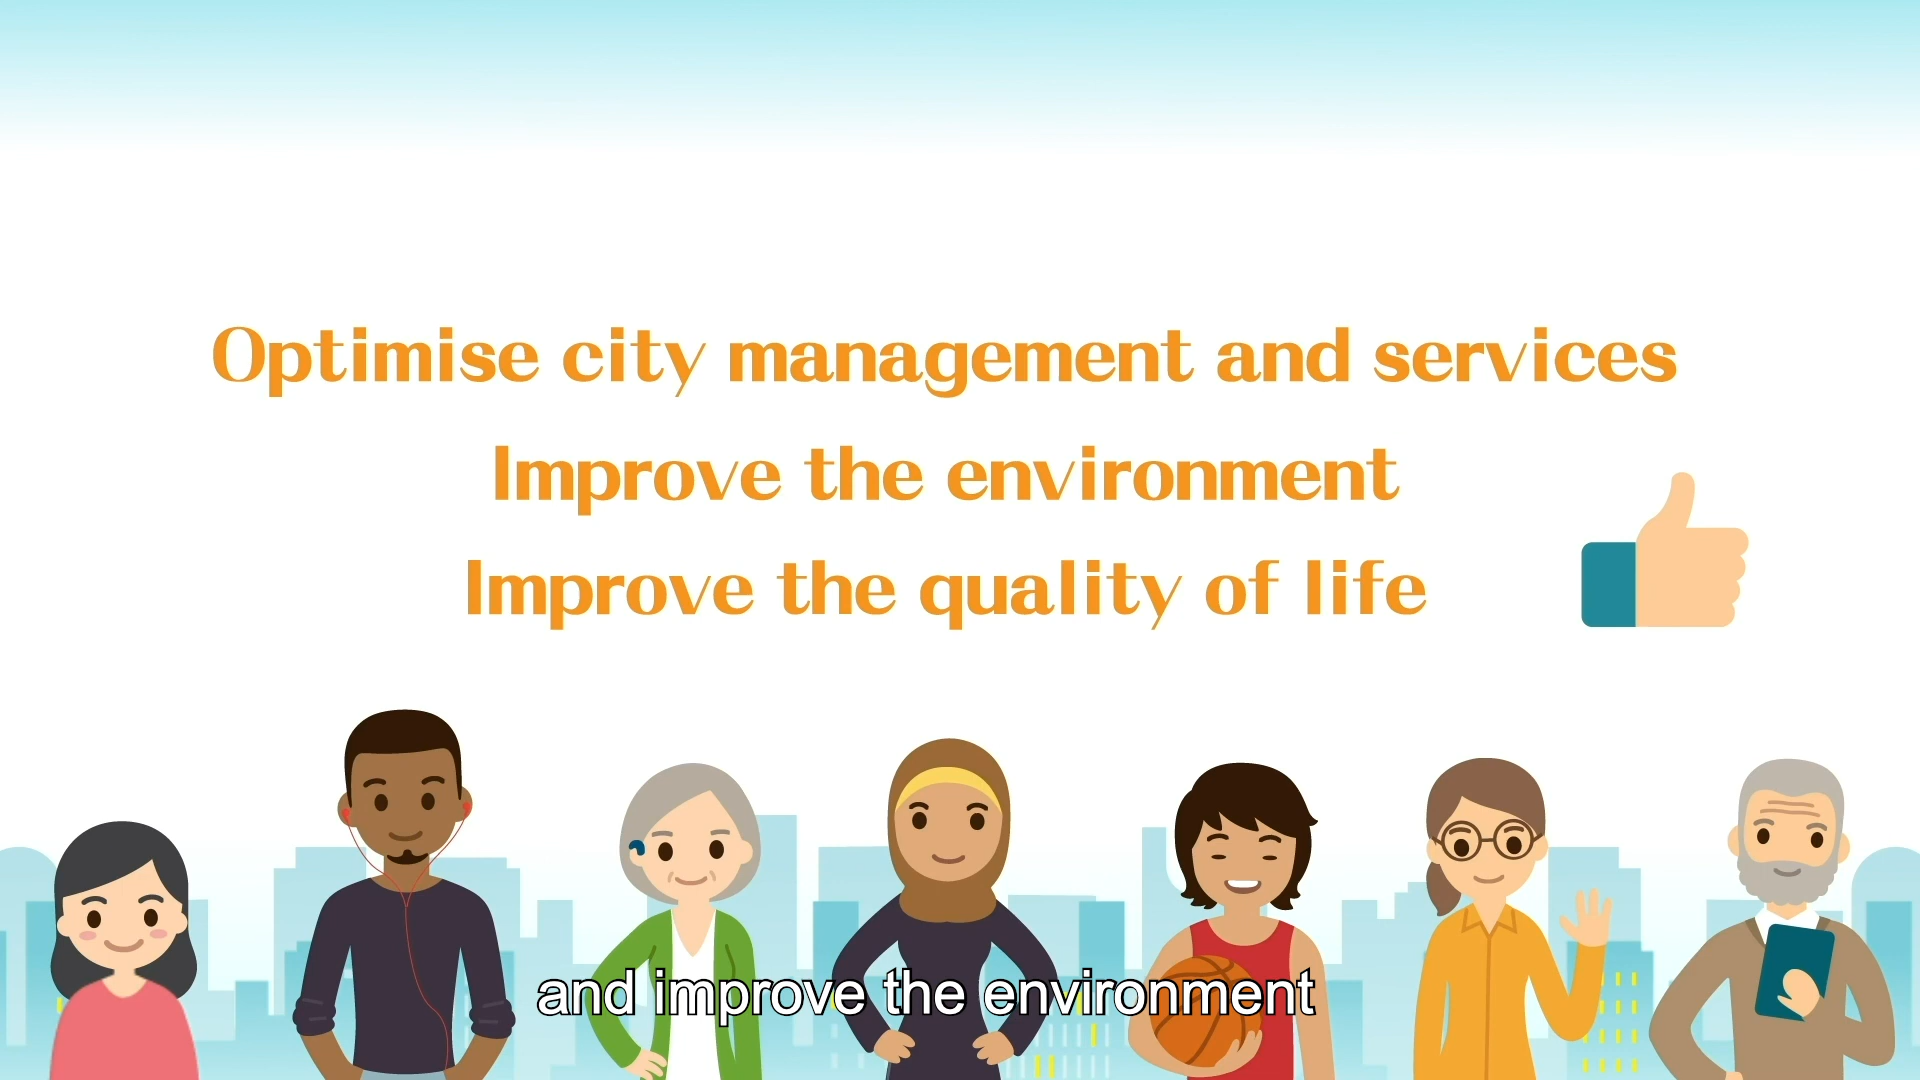 Optimise city management and services
Improve the environment
Improve the quality of life
and improve the environment